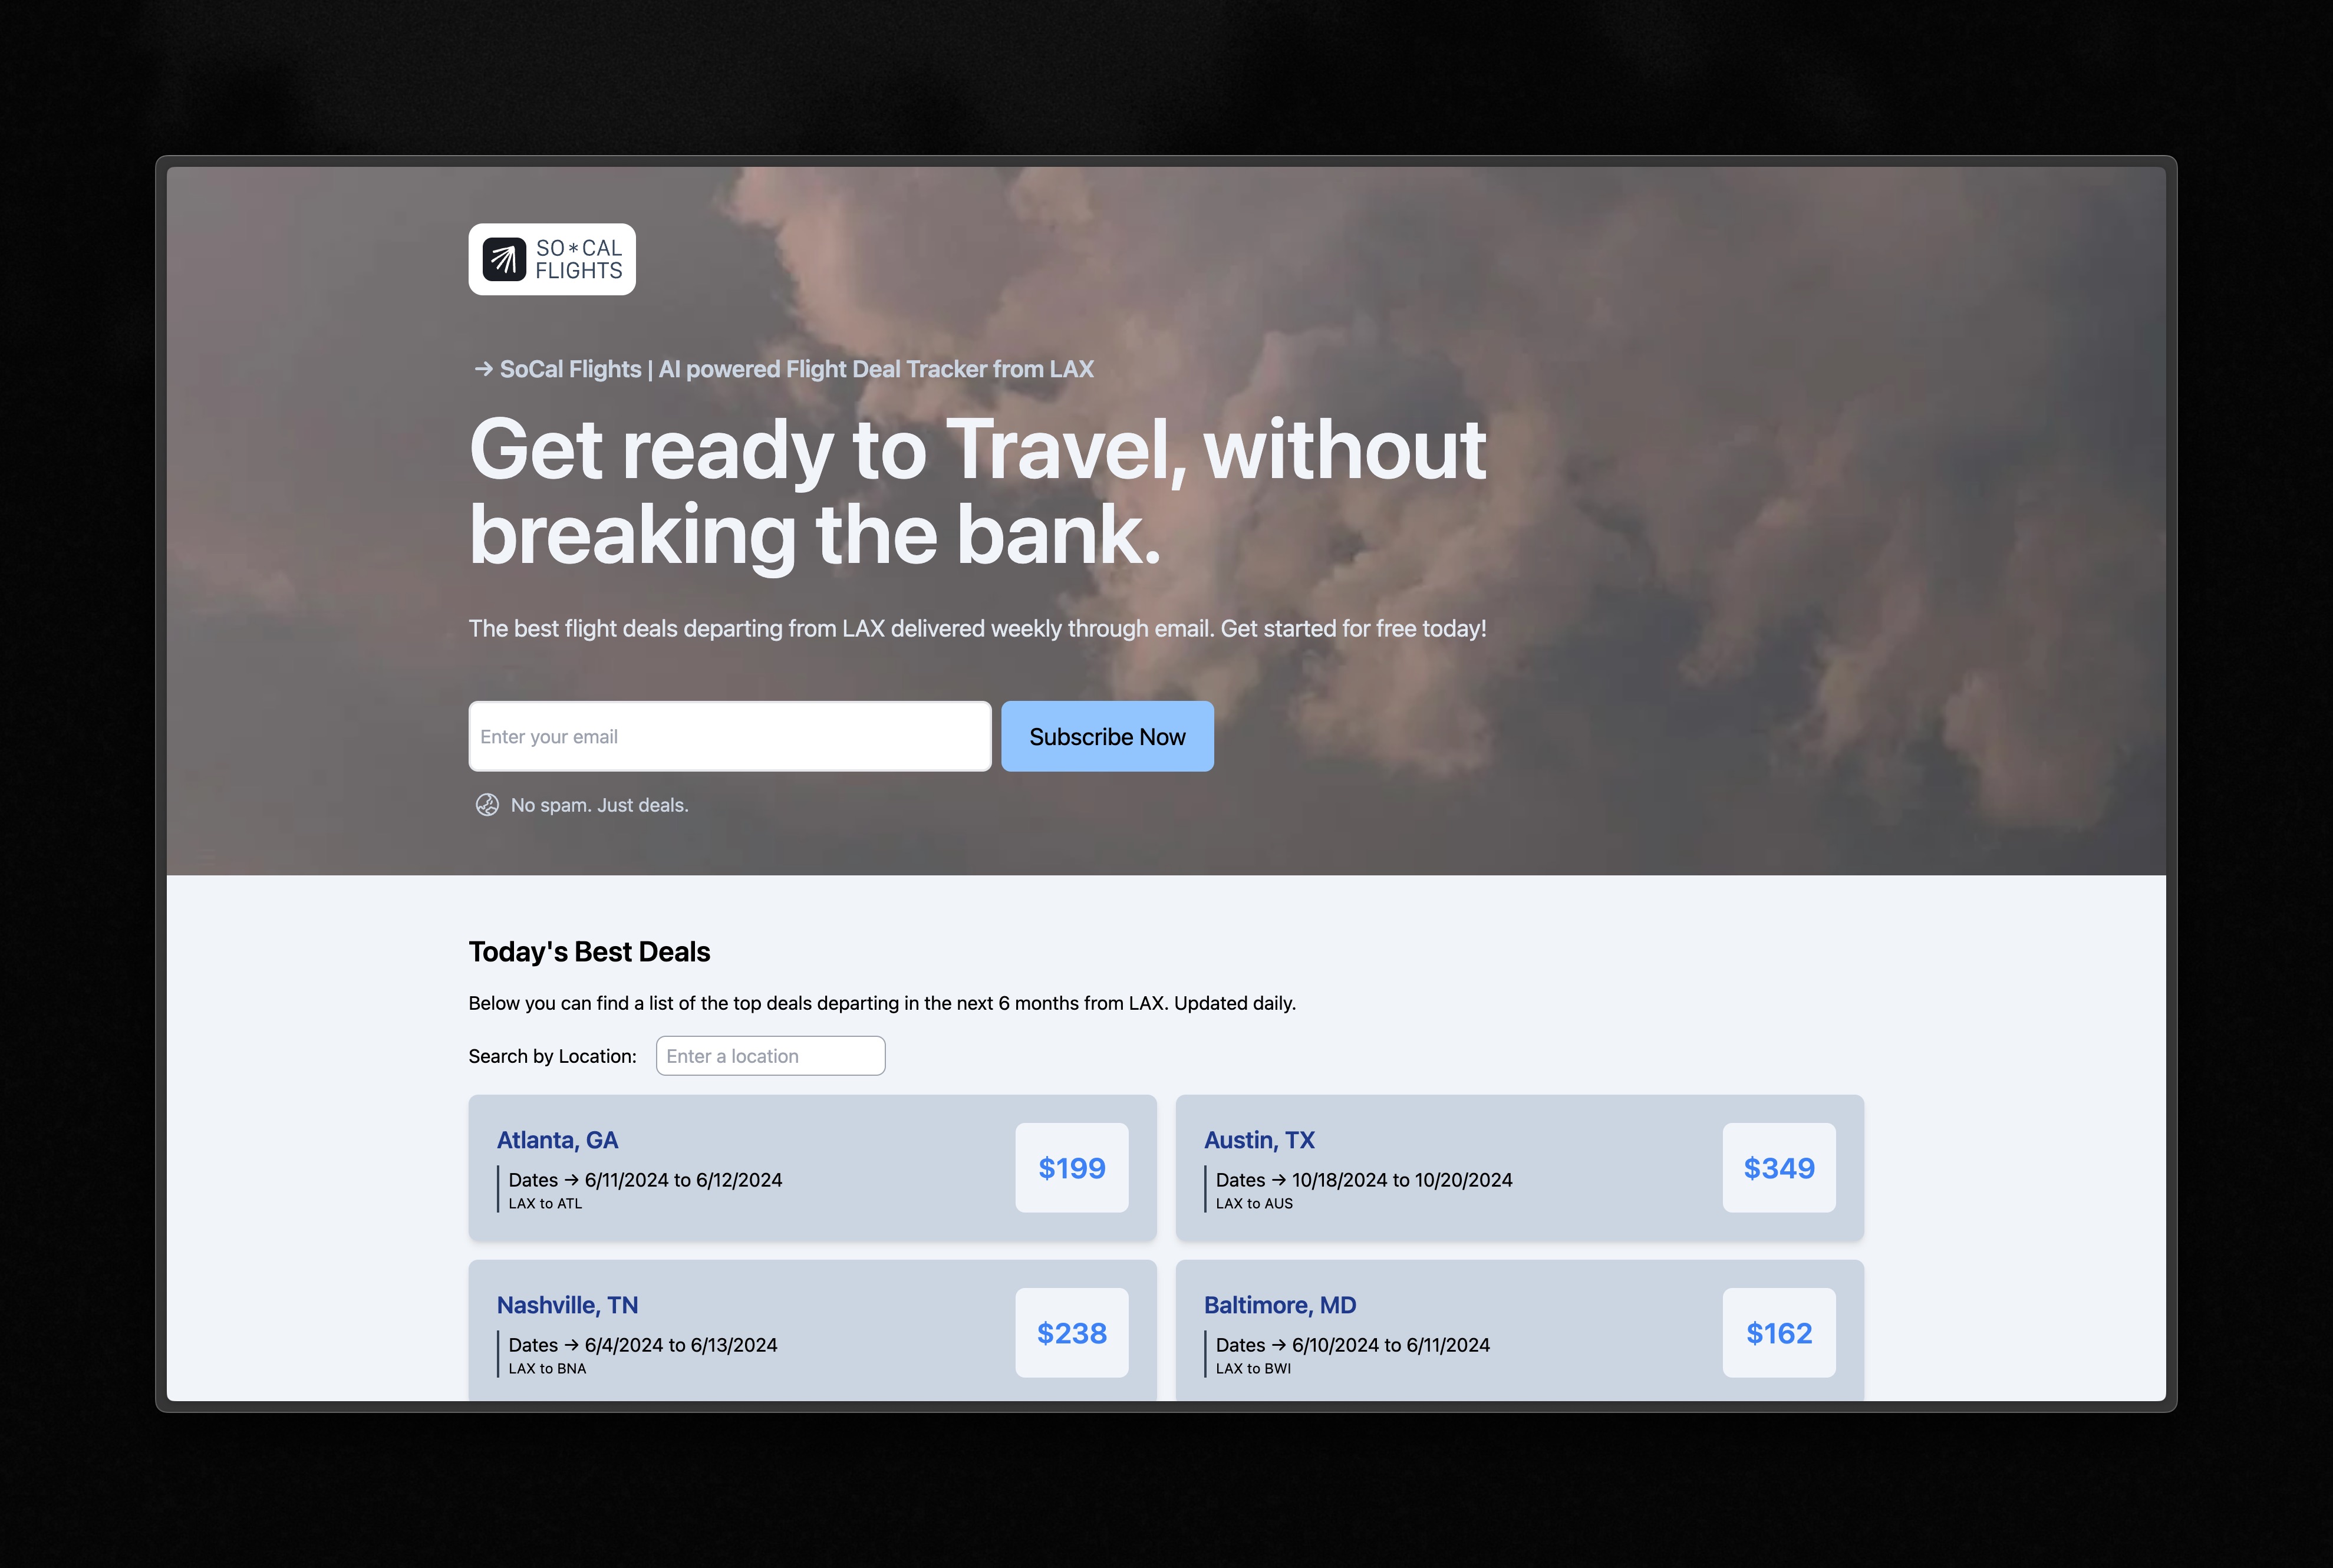 SO*CAL
FLIGHTS
→ SoCal Flights | AI powered Flight Deal Tracker from LAX
Get ready to Travel, without
breaking the bank.
The best flight deals departing from LAX delivered weekly through email. Get started for free today!
Enter your email
Subscribe Now
No spam. Just deals.
Today's Best Deals
Below you can find a list of the top deals departing in the next 6 months from LAX. Updated daily.
Search by Location:
Enter a location
Atlanta, GA
Dates → 6/11/2024 to 6/12/2024
LAX to ATL
$199
Austin, TX
Dates → 10/18/2024 to 10/20/2024
LAX to AUS
$349
Nashville, TN
Dates → 6/4/2024 to 6/13/2024
LAX to BNA
$238
Baltimore, MD
Dates → 6/10/2024 to 6/11/2024
LAX to BWI
$162